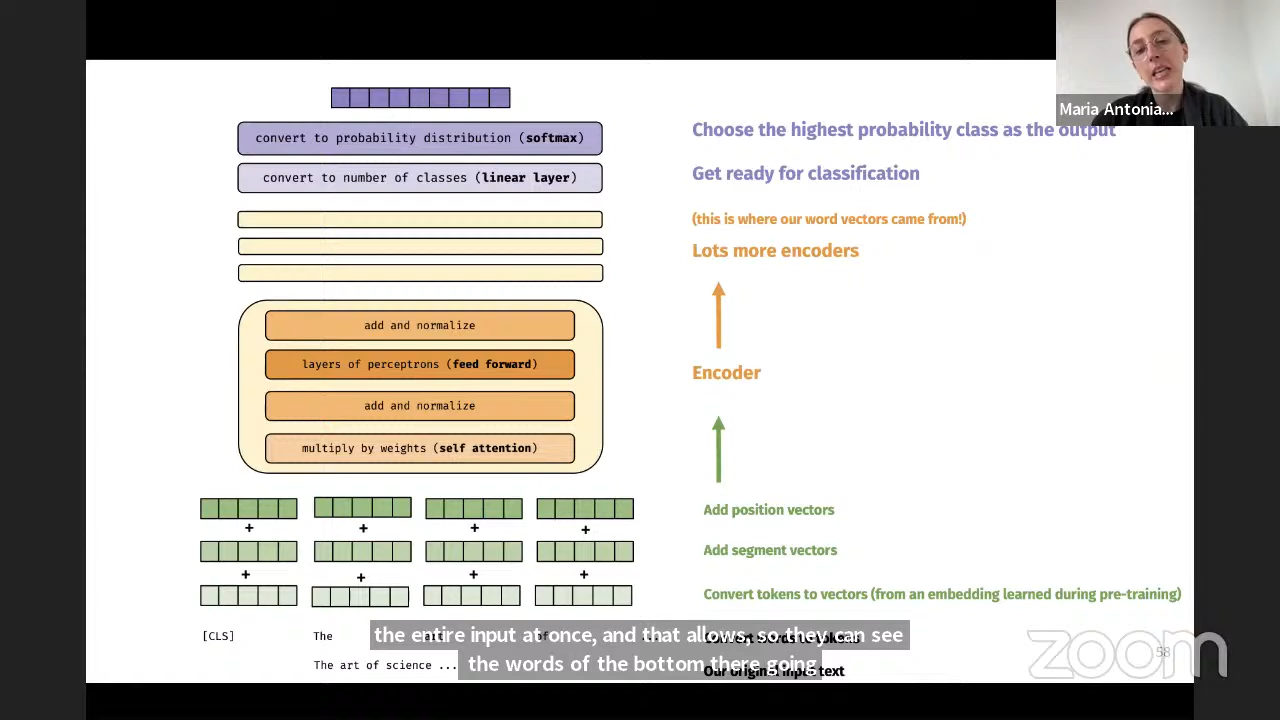 Maria Antonia...
convert to probability distribution (softmax)
Choose the highest probability class as the output
convert to number of classes (linear layer)
Get ready for classification
(this is where our word vectors came from!)
Lots more encoders
add and normalize
layers of perceptrons (feed forward)
Encoder
add and normalize
multiply by weights (self attention)
Add position vectors
+ + + +
Add segment vectors
+ + + +
Convert tokens to vectors (from an embedding learned during pre-training)
[CLS] The
the entire input at once, and that allows, so they can see
The art of science ...
the words of the bottom there going
Our original input text
zoom
58